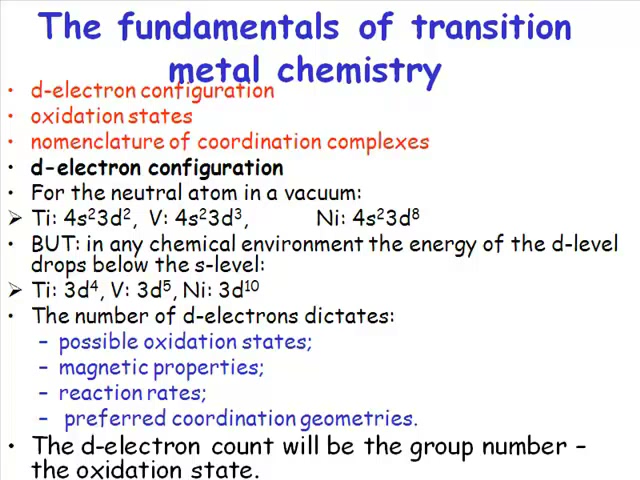 The fundamentals of transition
metal chemistry
• d-electron configuration
• oxidation states
• nomenclature of coordination complexes
• d-electron configuration
• For the neutral atom in a vacuum:
➢ Ti: 4s²3d², V: 4s²3d³, Ni: 4s²3d⁸
• BUT: in any chemical environment the energy of the d-level
drops below the s-level:
➢ Ti: 3d⁴, V: 3d⁵, Ni: 3d¹⁰
• The number of d-electrons dictates:
– possible oxidation states;
– magnetic properties;
– reaction rates;
– preferred coordination geometries.
• The d-electron count will be the group number –
the oxidation state.